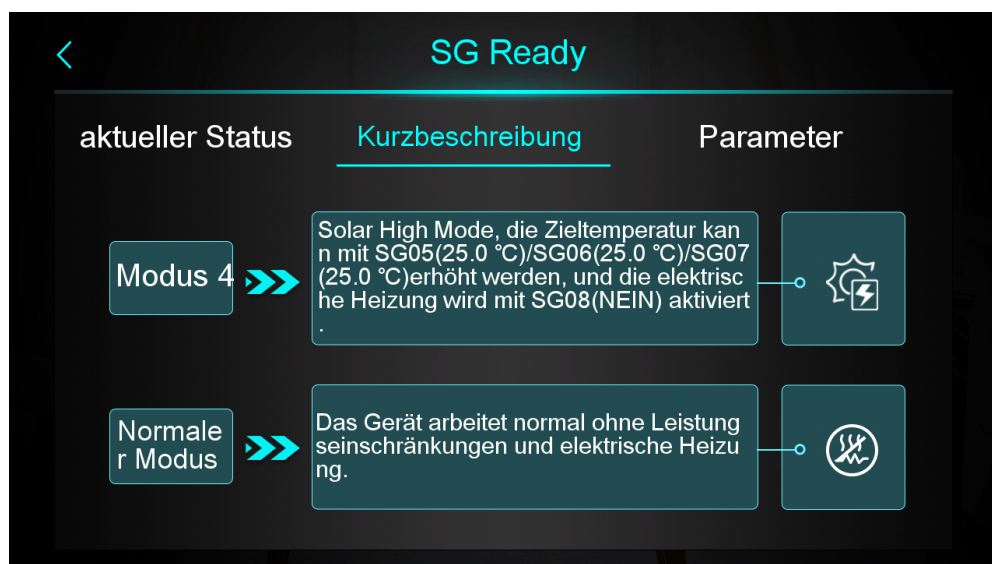 SG Ready
aktueller Status
Kurzbeschreibung
Parameter
Modus 4
Solar High Mode, die Zieltemperatur kan
n mit SG05(25.0 ℃)/SG06(25.0 ℃)/SG07
(25.0 ℃)erhöht werden, und die elektrisc
he Heizung wird mit SG08(NEIN) aktiviert
.
Normale
r Modus
Das Gerät arbeitet normal ohne Leistung
seinschränkungen und elektrische Heizu
ng.